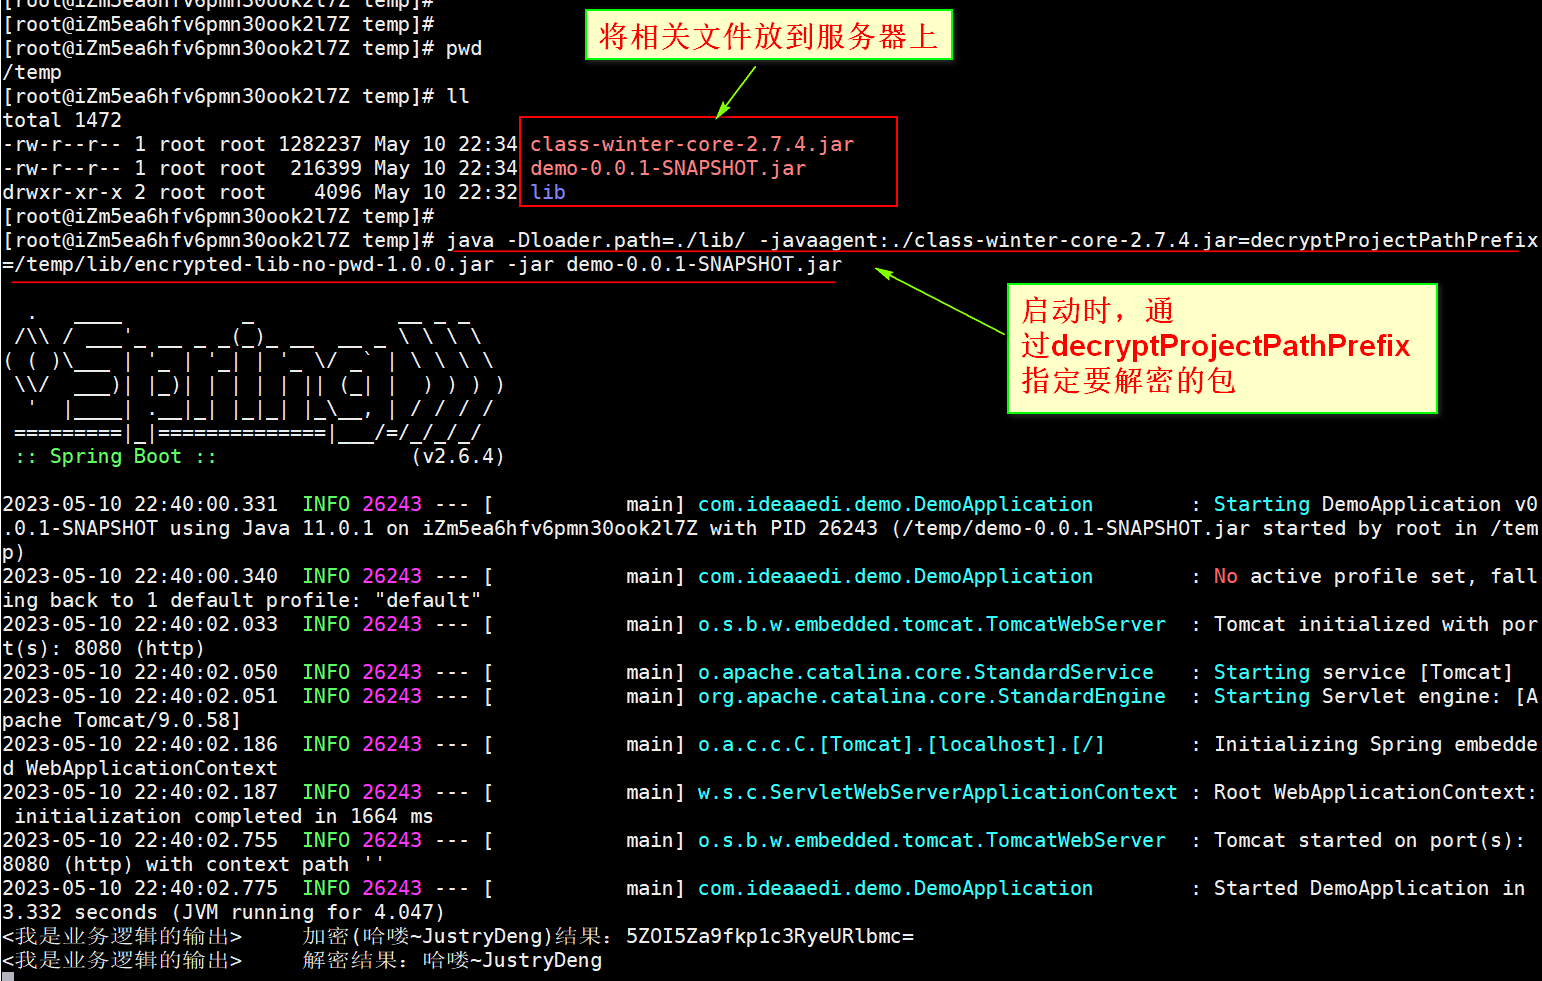 [root@iZm5ea6hfv6pmn30ook2l7Z temp]#
[root@iZm5ea6hfv6pmn30ook2l7Z temp]#
[root@iZm5ea6hfv6pmn30ook2l7Z temp]# pwd
将相关文件放到服务器上
/temp
[root@iZm5ea6hfv6pmn30ook2l7Z temp]# ll
total 1472
-rw-r--r-- 1 root root 1282237 May 10 22:34 class-winter-core-2.7.4.jar
-rw-r--r-- 1 root root  216399 May 10 22:34 demo-0.0.1-SNAPSHOT.jar
drwxr-xr-x 2 root root    4096 May 10 22:32 lib
[root@iZm5ea6hfv6pmn30ook2l7Z temp]#
[root@iZm5ea6hfv6pmn30ook2l7Z temp]# java -Dloader.path=./lib/ -javaagent:./class-winter-core-2.7.4.jar=decryptProjectPathPrefix
=/temp/lib/encrypted-lib-no-pwd-1.0.0.jar -jar demo-0.0.1-SNAPSHOT.jar
启动时，通
过decryptProjectPathPrefix
指定要解密的包
  .   ____          _            __ _ _
 /\\ / ___'_ __ _ _(_)_ __  __ _ \ \ \ \
( ( )\___ | '_ | '_| | '_ \/ _` | \ \ \ \
 \\/  ___)| |_)| | | | | || (_| |  ) ) ) )
  '  |____| .__|_| |_|_| |_\__, | / / / /
 =========|_|==============|___/=/_/_/_/
 :: Spring Boot ::                (v2.6.4)
2023-05-10 22:40:00.331  INFO 26243 --- [           main] com.ideaaedi.demo.DemoApplication        : Starting DemoApplication v0
.0.1-SNAPSHOT using Java 11.0.1 on iZm5ea6hfv6pmn30ook2l7Z with PID 26243 (/temp/demo-0.0.1-SNAPSHOT.jar started by root in /tem
p)
2023-05-10 22:40:00.340  INFO 26243 --- [           main] com.ideaaedi.demo.DemoApplication        : No active profile set, fall
ing back to 1 default profile: "default"
2023-05-10 22:40:02.033  INFO 26243 --- [           main] o.s.b.w.embedded.tomcat.TomcatWebServer  : Tomcat initialized with por
t(s): 8080 (http)
2023-05-10 22:40:02.050  INFO 26243 --- [           main] o.apache.catalina.core.StandardService   : Starting service [Tomcat]
2023-05-10 22:40:02.051  INFO 26243 --- [           main] org.apache.catalina.core.StandardEngine  : Starting Servlet engine: [A
pache Tomcat/9.0.58]
2023-05-10 22:40:02.186  INFO 26243 --- [           main] o.a.c.c.C.[Tomcat].[localhost].[/]       : Initializing Spring embedde
d WebApplicationContext
2023-05-10 22:40:02.187  INFO 26243 --- [           main] w.s.c.ServletWebServerApplicationContext : Root WebApplicationContext:
 initialization completed in 1664 ms
2023-05-10 22:40:02.755  INFO 26243 --- [           main] o.s.b.w.embedded.tomcat.TomcatWebServer  : Tomcat started on port(s):
8080 (http) with context path ''
2023-05-10 22:40:02.775  INFO 26243 --- [           main] com.ideaaedi.demo.DemoApplication        : Started DemoApplication in
3.332 seconds (JVM running for 4.047)
<我是业务逻辑的输出>     加密(哈喽~JustryDeng)结果：5ZOI5Za9fkp1c3RyeURlbmc=
<我是业务逻辑的输出>     解密结果：哈喽~JustryDeng